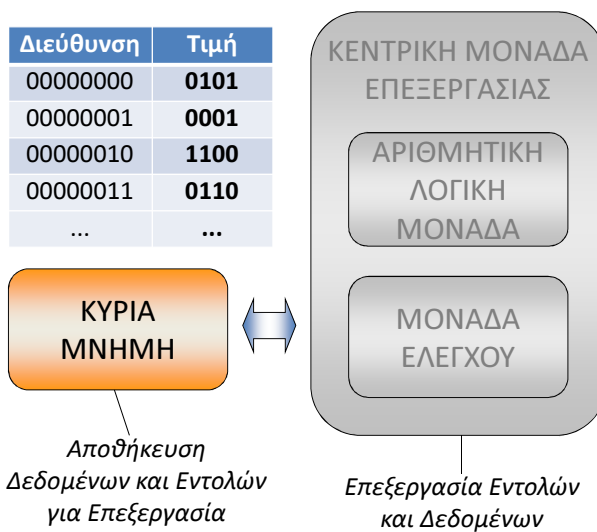 Διεύθυνση Τιμή
00000000 0101
00000001 0001
00000010 1100
00000011 0110
... ...
ΚΥΡΙΑ
ΜΝΗΜΗ
Αποθήκευση
Δεδομένων και Εντολών
για Επεξεργασία
ΚΕΝΤΡΙΚΗ ΜΟΝΑΔΑ
ΕΠΕΞΕΡΓΑΣΙΑΣ
ΑΡΙΘΜΗΤΙΚΗ
ΛΟΓΙΚΗ
ΜΟΝΑΔΑ
ΜΟΝΑΔΑ
ΕΛΕΓΧΟΥ
Επεξεργασία Εντολών
και Δεδομένων